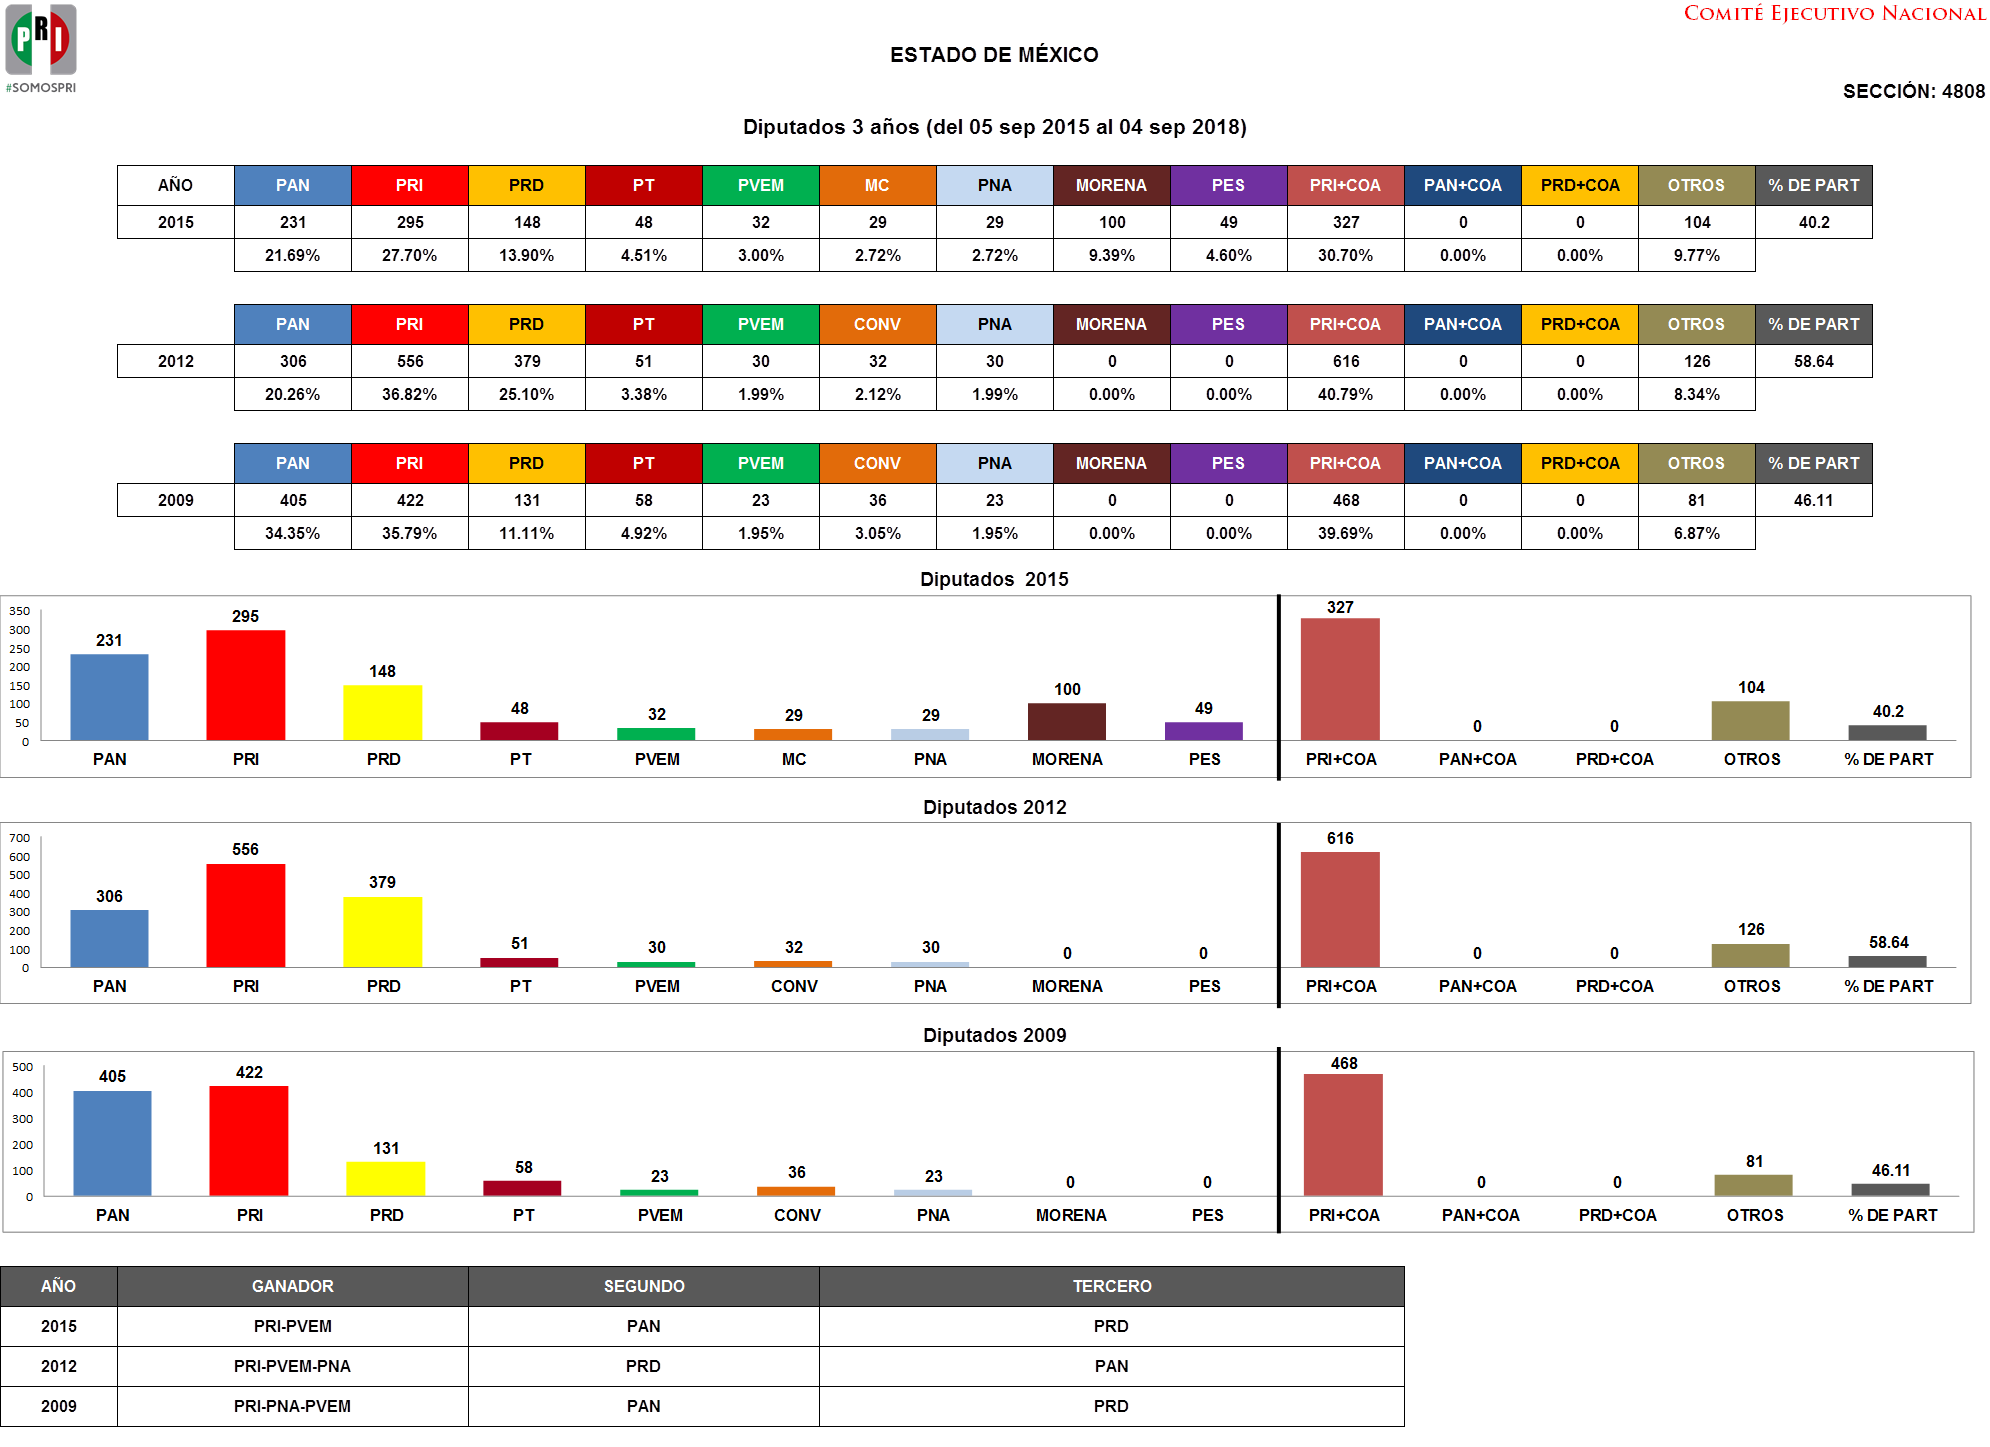 PRI
#SOMOSPRI
COMITÉ EJECUTIVO NACIONAL
ESTADO DE MÉXICO
SECCIÓN: 4808
Diputados 3 años (del 05 sep 2015 al 04 sep 2018)
AÑO PAN PRI PRD PT PVEM MC PNA MORENA PES PRI+COA PAN+COA PRD+COA OTROS % DE PART
2015 231 295 148 48 32 29 29 100 49 327 0 0 104 40.2
21.69% 27.70% 13.90% 4.51% 3.00% 2.72% 2.72% 9.39% 4.60% 30.70% 0.00% 0.00% 9.77%
PAN PRI PRD PT PVEM CONV PNA MORENA PES PRI+COA PAN+COA PRD+COA OTROS % DE PART
2012 306 556 379 51 30 32 30 0 0 616 0 0 126 58.64
20.26% 36.82% 25.10% 3.38% 1.99% 2.12% 1.99% 0.00% 0.00% 40.79% 0.00% 0.00% 8.34%
PAN PRI PRD PT PVEM CONV PNA MORENA PES PRI+COA PAN+COA PRD+COA OTROS % DE PART
2009 405 422 131 58 23 36 23 0 0 468 0 0 81 46.11
34.35% 35.79% 11.11% 4.92% 1.95% 3.05% 1.95% 0.00% 0.00% 39.69% 0.00% 0.00% 6.87%
Diputados 2015
350
300
250
200
150
100
50
0
231 295 148 48 32 29 29 100 49 327 0 0 104 40.2
PAN PRI PRD PT PVEM MC PNA MORENA PES PRI+COA PAN+COA PRD+COA OTROS % DE PART
Diputados 2012
700
600
500
400
300
200
100
0
306 556 379 51 30 32 30 0 0 616 0 0 126 58.64
PAN PRI PRD PT PVEM CONV PNA MORENA PES PRI+COA PAN+COA PRD+COA OTROS % DE PART
Diputados 2009
500
400
300
200
100
0
405 422 131 58 23 36 23 0 0 468 0 0 81 46.11
PAN PRI PRD PT PVEM CONV PNA MORENA PES PRI+COA PAN+COA PRD+COA OTROS % DE PART
AÑO GANADOR SEGUNDO TERCERO
2015 PRI-PVEM PAN PRD
2012 PRI-PVEM-PNA PRD PAN
2009 PRI-PNA-PVEM PAN PRD